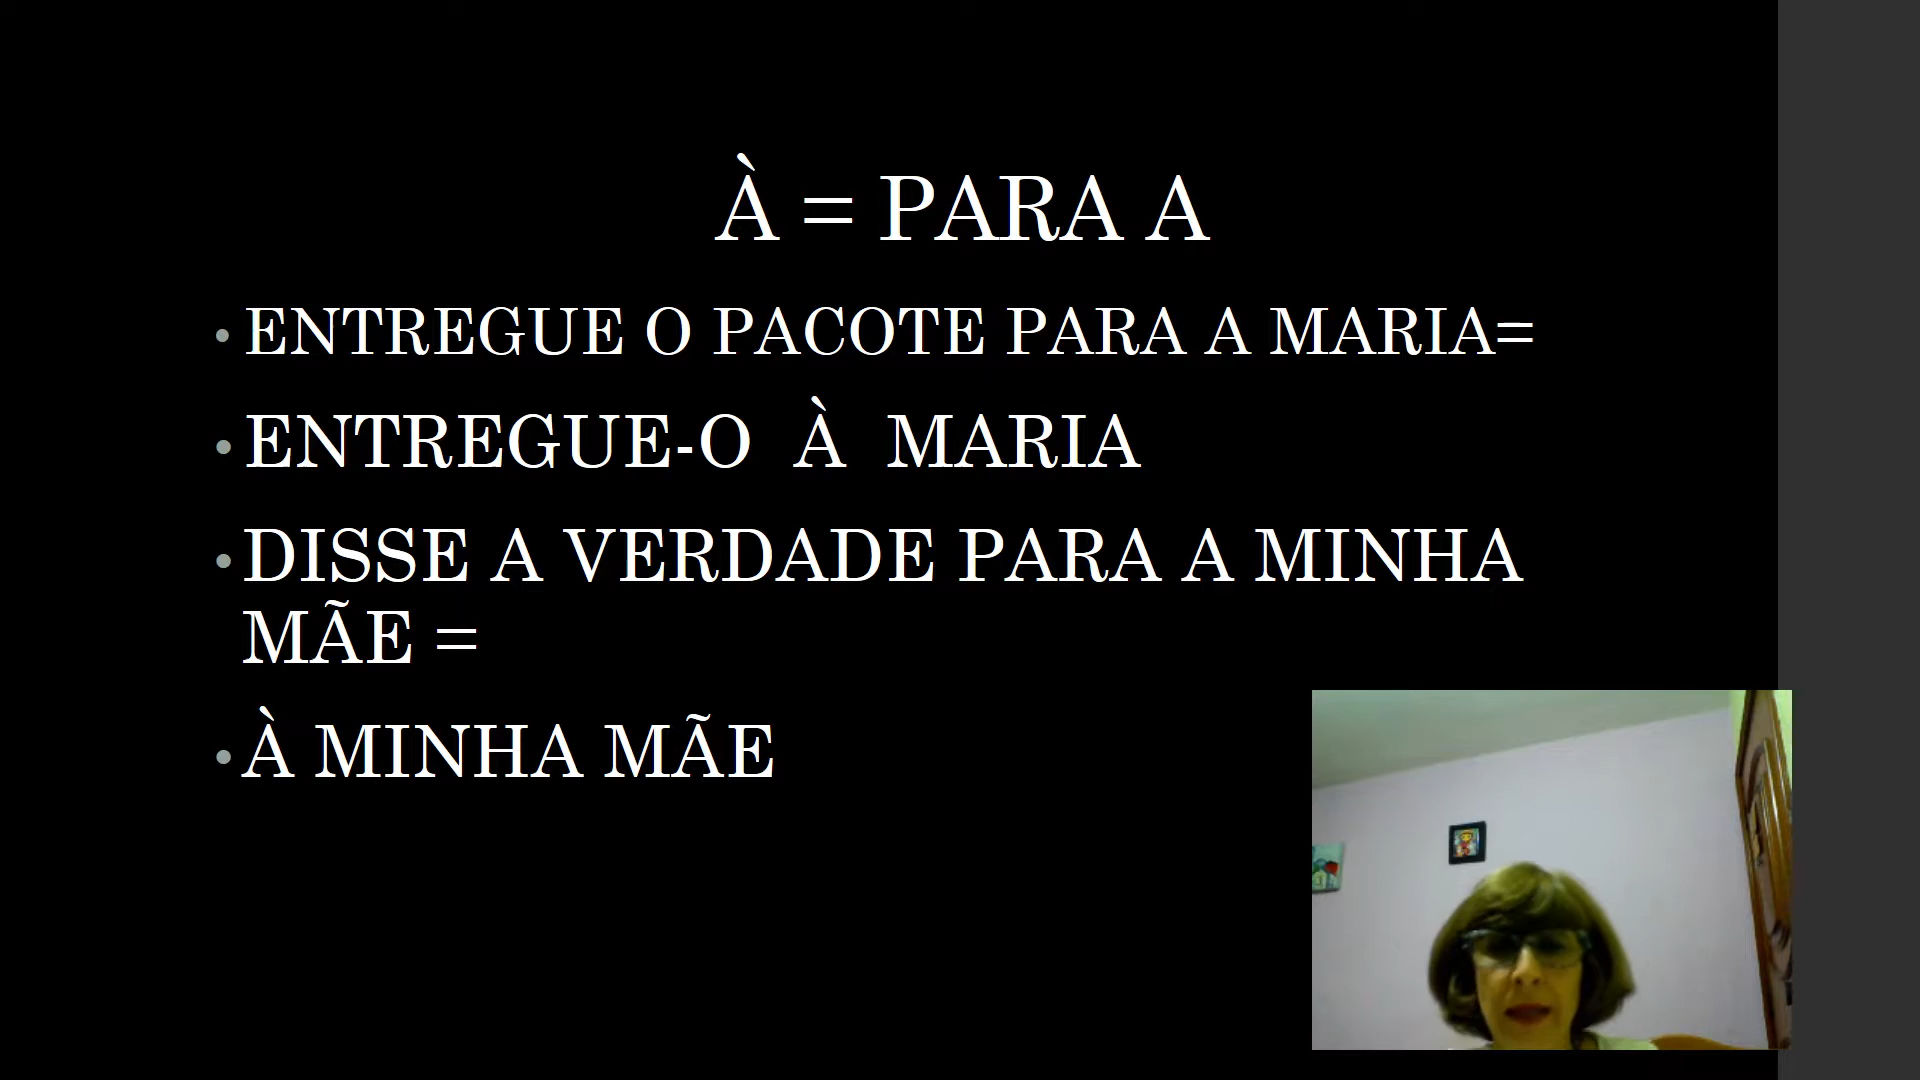 À = PARA A
• ENTREGUE O PACOTE PARA A MARIA=
• ENTREGUE-O À MARIA
• DISSE A VERDADE PARA A MINHA
MÃE =
• À MINHA MÃE